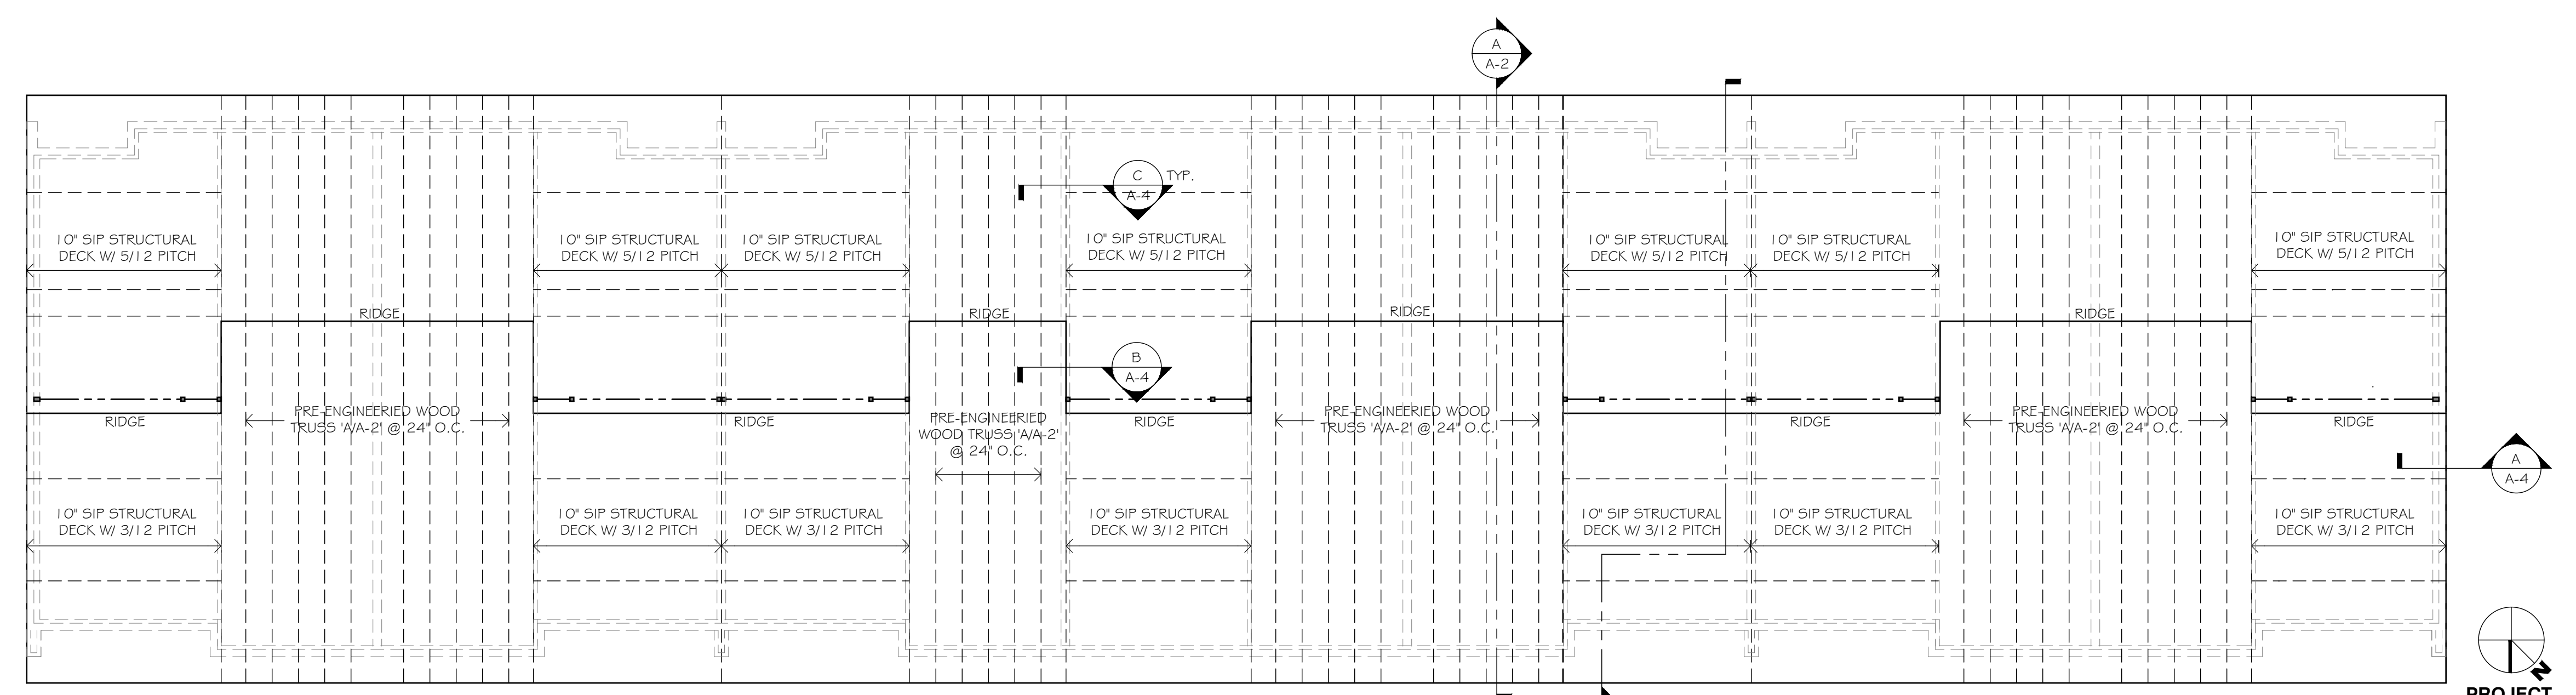 A
A-2
C TYP.
A-4
10" SIP STRUCTURAL
DECK W/ 5/12 PITCH
10" SIP STRUCTURAL
DECK W/ 5/12 PITCH
10" SIP STRUCTURAL
DECK W/ 5/12 PITCH
10" SIP STRUCTURAL
DECK W/ 5/12 PITCH
10" SIP STRUCTURAL
DECK W/ 5/12 PITCH
10" SIP STRUCTURAL
DECK W/ 5/12 PITCH
10" SIP STRUCTURAL
DECK W/ 5/12 PITCH
RIDGE
RIDGE
RIDGE
RIDGE
B
A-4
RIDGE
PRE-ENGINEERIED WOOD
TRUSS 'A/A-2' @ 24" O.C.
RIDGE
PRE-ENGINEERIED
WOOD TRUSS 'A/A-2'
@ 24" O.C.
RIDGE
PRE-ENGINEERIED WOOD
TRUSS 'A/A-2' @ 24" O.C.
RIDGE
PRE-ENGINEERIED WOOD
TRUSS 'A/A-2' @ 24" O.C.
RIDGE
A
A-4
10" SIP STRUCTURAL
DECK W/ 3/12 PITCH
10" SIP STRUCTURAL
DECK W/ 3/12 PITCH
10" SIP STRUCTURAL
DECK W/ 3/12 PITCH
10" SIP STRUCTURAL
DECK W/ 3/12 PITCH
10" SIP STRUCTURAL
DECK W/ 3/12 PITCH
10" SIP STRUCTURAL
DECK W/ 3/12 PITCH
10" SIP STRUCTURAL
DECK W/ 3/12 PITCH
N
PROJECT